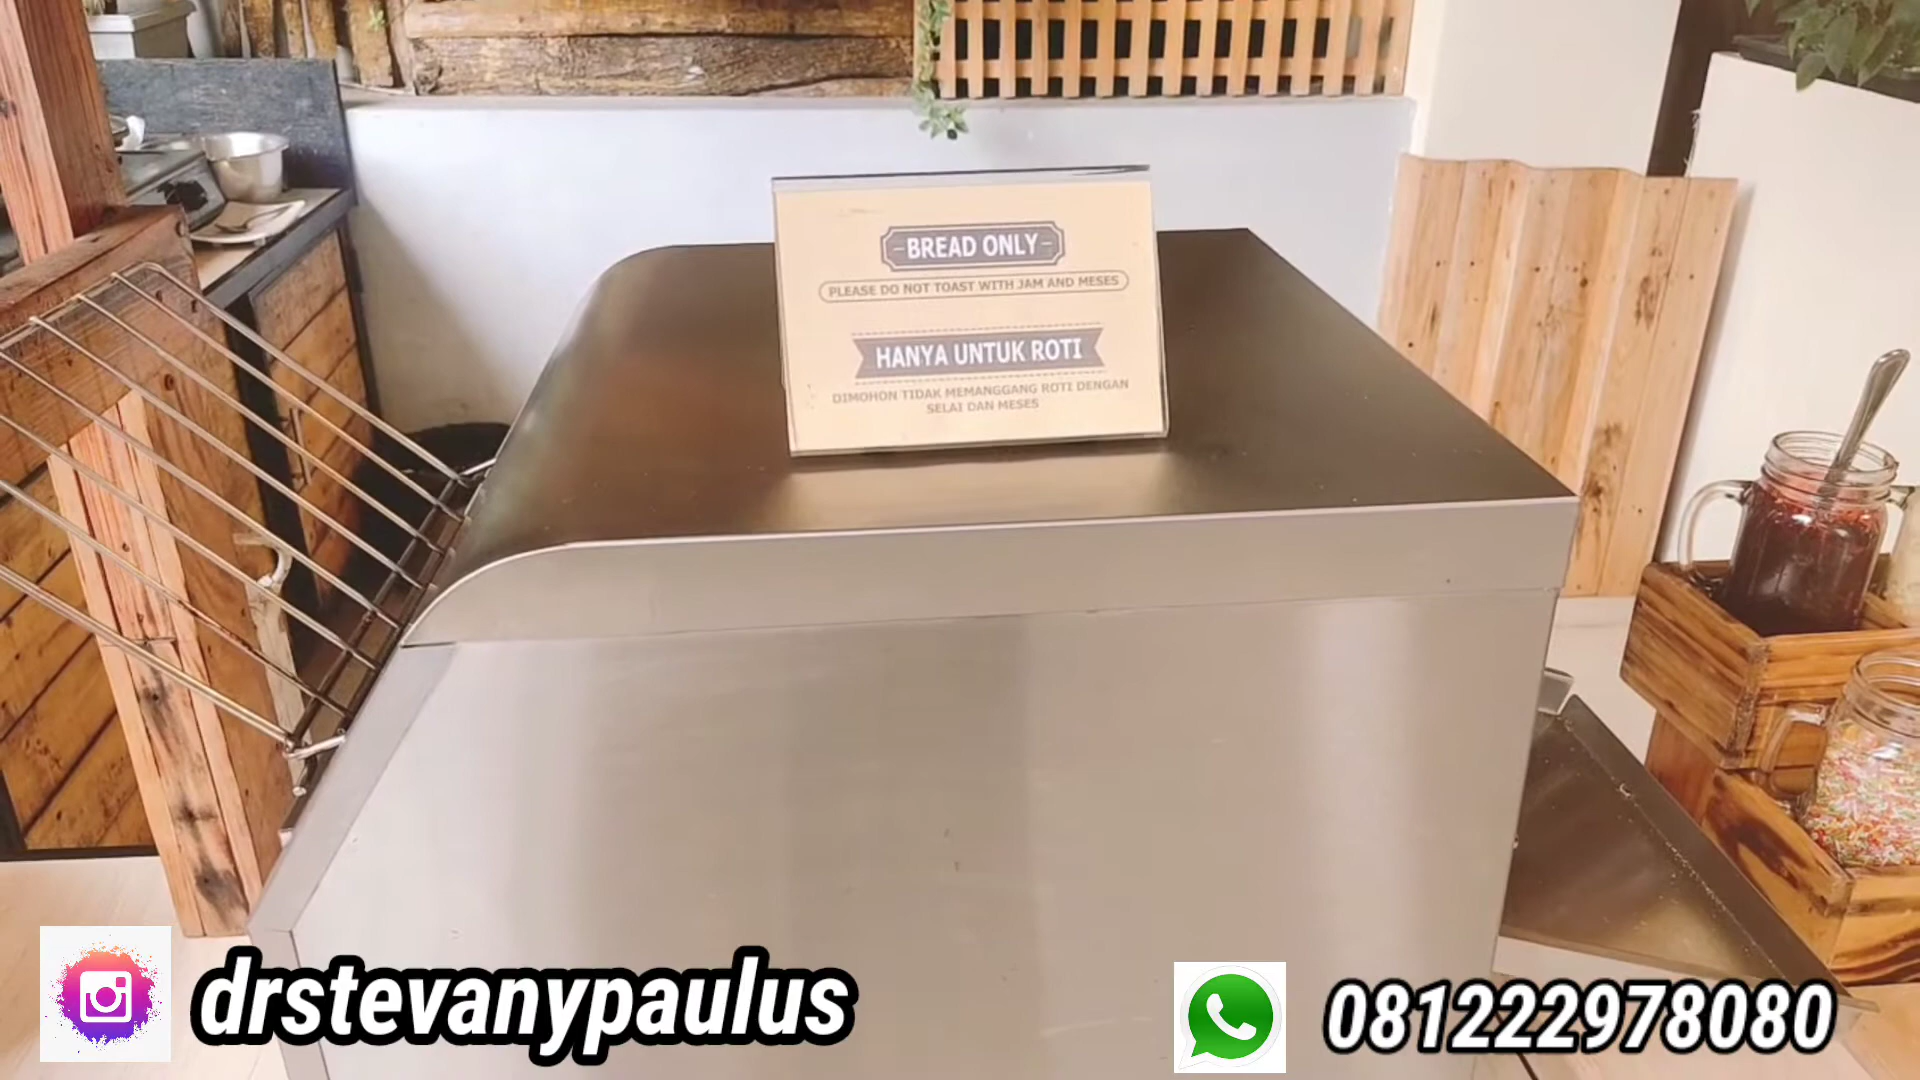 BREAD ONLY
PLEASE DO NOT TOAST WITH JAM AND MESES
HANYA UNTUK ROTI
DIMOHON TIDAK MEMANGGANG ROTI DENGAN
SELAI DAN MESES
drstevanypaulus
081222978080